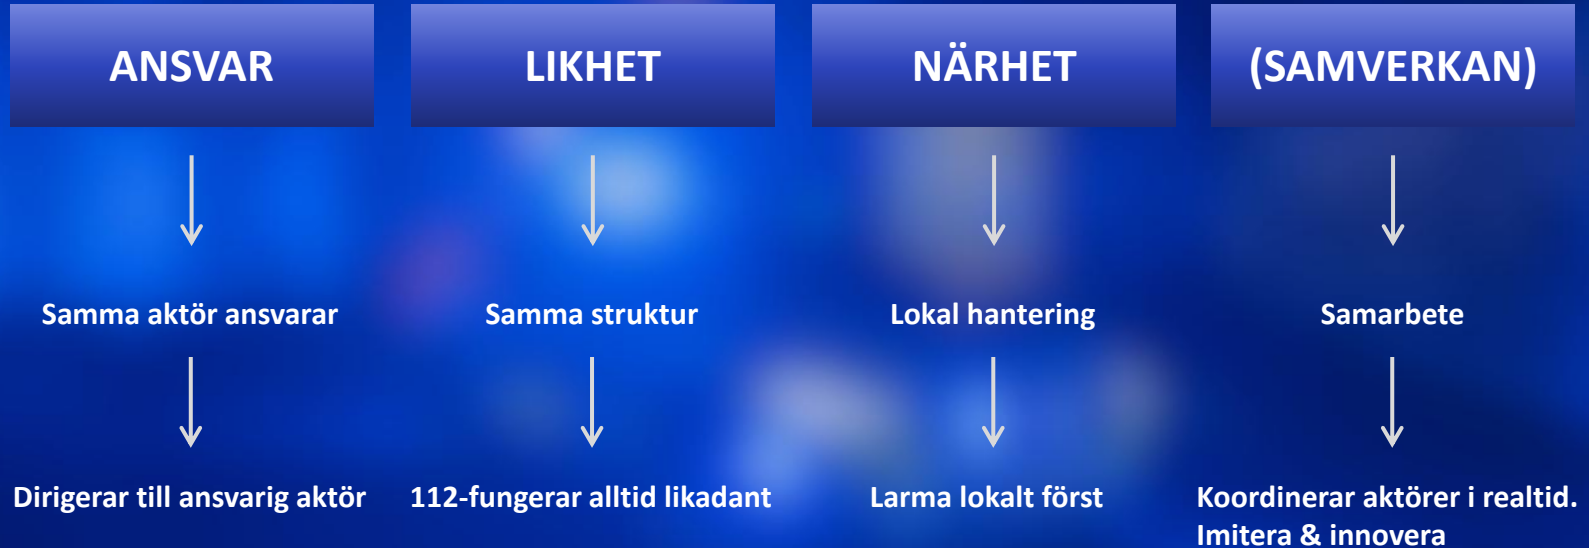 ANSVAR
LIKHET
NÄRHET
(SAMVERKAN)
Samma aktör ansvarar
Samma struktur
Lokal hantering
Samarbete
Dirigerar till ansvarig aktör
112-fungerar alltid likadant
Larma lokalt först
Koordinerar aktörer i realtid.
Imitera & innovera